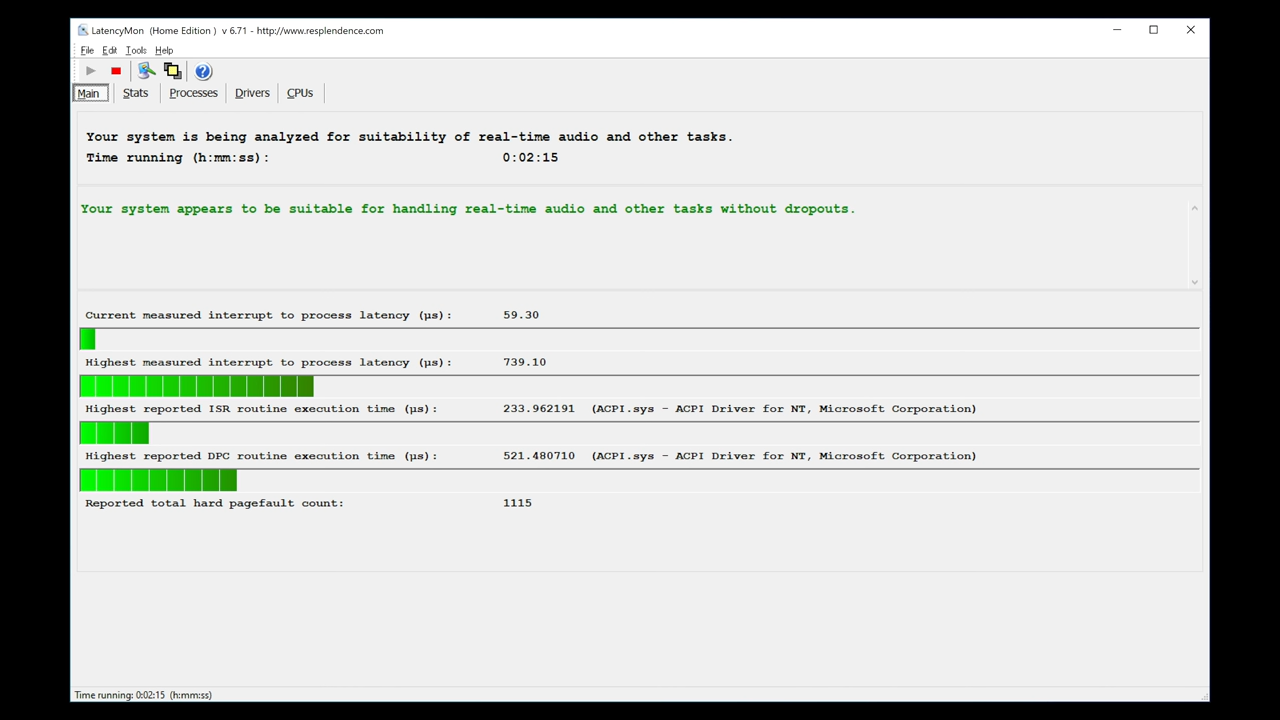 LatencyMon (Home Edition ) v 6.71 - http://www.resplendence.com
File Edit Tools Help
Main Stats Processes Drivers CPUs
Your system is being analyzed for suitability of real-time audio and other tasks.
Time running (h:mm:ss): 0:02:15
Your system appears to be suitable for handling real-time audio and other tasks without dropouts.
Current measured interrupt to process latency (µs): 59.30
Highest measured interrupt to process latency (µs): 739.10
Highest reported ISR routine execution time (µs): 233.962191 (ACPI.sys - ACPI Driver for NT, Microsoft Corporation)
Highest reported DPC routine execution time (µs): 521.480710 (ACPI.sys - ACPI Driver for NT, Microsoft Corporation)
Reported total hard pagefault count: 1115
Time running: 0:02:15 (h:mm:ss)